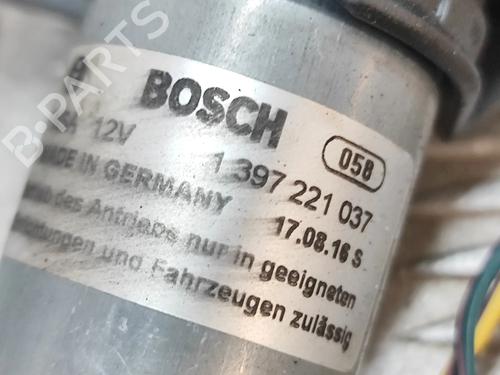 BOSCH
12V 1 397 221 037 058
MADE IN GERMANY 17.08.16 S
des Antriebs nur in geeigneten
und Fahrzeugen zulässig
B-PARTS